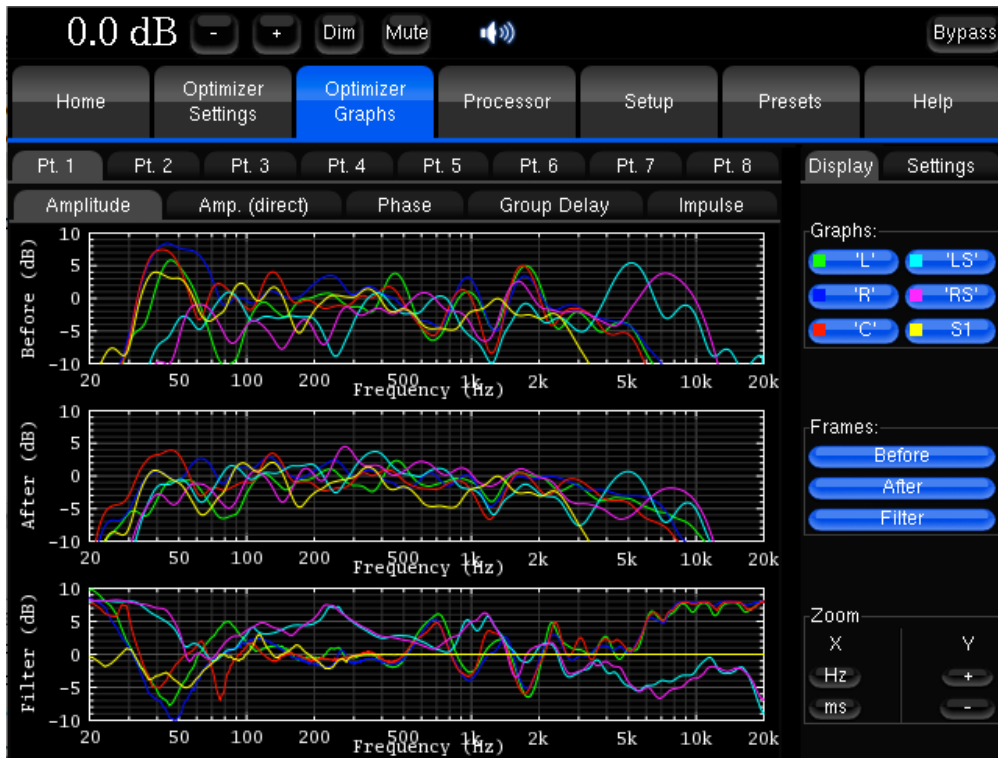 0.0 dB - + Dim Mute Bypass
Home Optimizer Settings Optimizer Graphs Processor Setup Presets Help
Pt. 1 Pt. 2 Pt. 3 Pt. 4 Pt. 5 Pt. 6 Pt. 7 Pt. 8 Display Settings
Amplitude Amp. (direct) Phase Group Delay Impulse
Before (dB)
10
5
0
-5
-10
20 50 100 200 500 1k 2k 5k 10k 20k
Frequency (Hz)
After (dB)
10
5
0
-5
-10
20 50 100 200 500 1k 2k 5k 10k 20k
Frequency (Hz)
Filter (dB)
10
5
0
-5
-10
20 50 100 200 500 1k 2k 5k 10k 20k
Frequency (Hz)
Graphs:
'L' 'LS'
'R' 'RS'
'C' S1
Frames:
Before
After
Filter
Zoom
X Y
Hz +
ms -